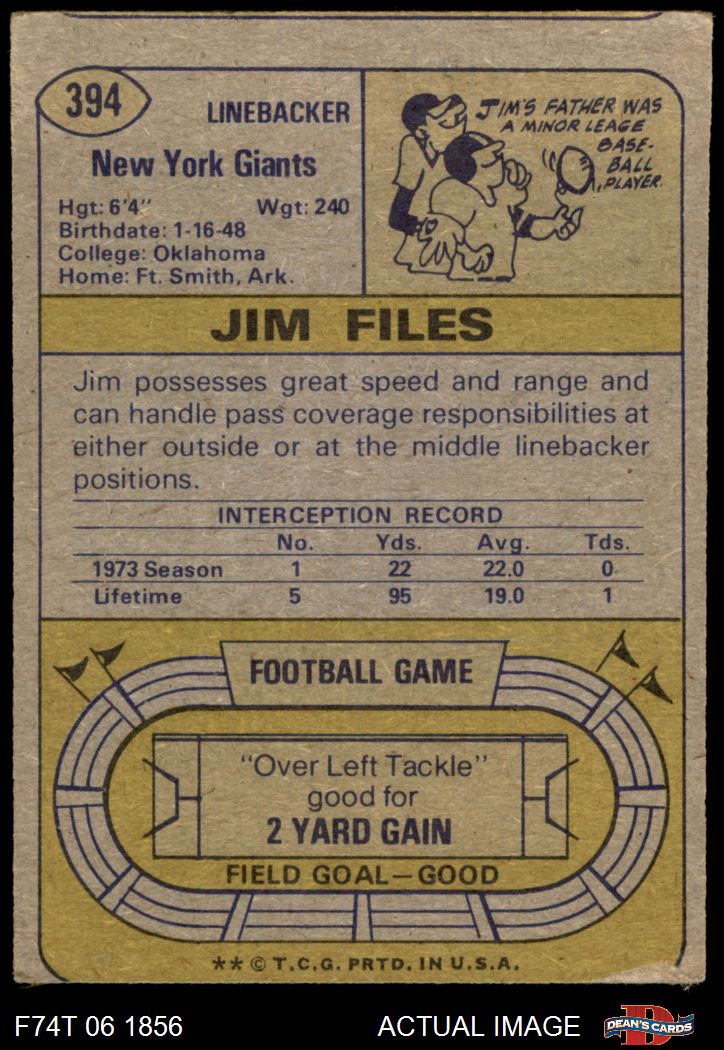 394
LINEBACKER
New York Giants
Hgt: 6'4" Wgt: 240
Birthdate: 1-16-48
College: Oklahoma
Home: Ft. Smith, Ark.
JIM'S FATHER WAS
A MINOR LEAGE
BASE-
BALL
PLAYER.
JIM FILES
Jim possesses great speed and range and
can handle pass coverage responsibilities at
either outside or at the middle linebacker
positions.
INTERCEPTION RECORD
No. Yds. Avg. Tds.
1973 Season 1 22 22.0 0
Lifetime 5 95 19.0 1
FOOTBALL GAME
"Over Left Tackle"
good for
2 YARD GAIN
FIELD GOAL—GOOD
** © T.C.G. PRTD. IN U.S.A.
F74T 06 1856 ACTUAL IMAGE
D
DEAN'S CARDS